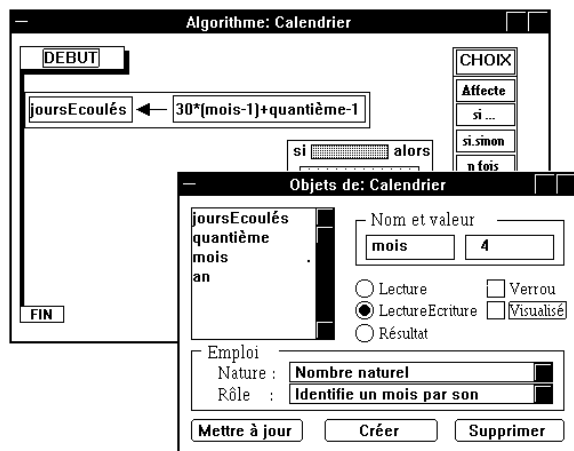 Algorithme: Calendrier
DEBUT
joursEcoulés ← 30*(mois-1)+quantième-1
CHOIX
Affecte
si ...
si.sinon
n fois
si alors
Objets de: Calendrier
joursEcoulés
quantième
mois .
an
Nom et valeur
mois 4
Lecture
LectureEcriture
Résultat
Verrou
Visualisé
FIN
Emploi
Nature : Nombre naturel
Rôle : Identifie un mois par son
Mettre à jour Créer Supprimer